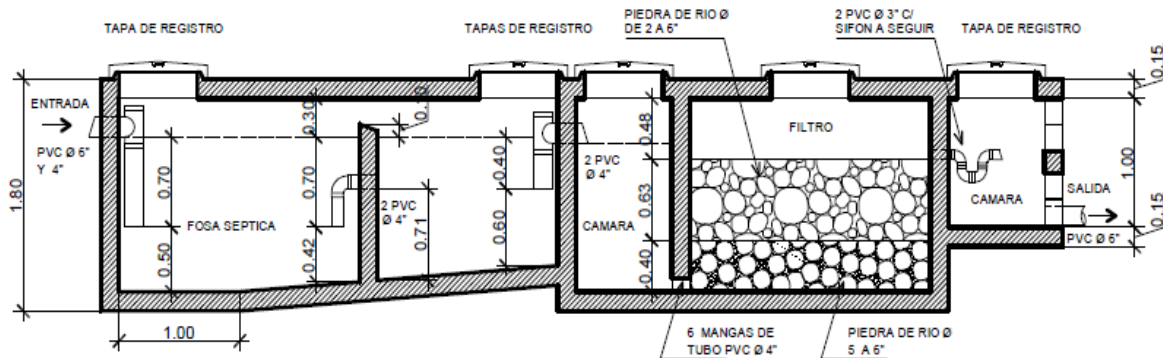 TAPA DE REGISTRO
TAPAS DE REGISTRO
PIEDRA DE RIO Ø
DE 2 A 6"
2 PVC Ø 3" C/
SIFON A SEGUIR
TAPA DE REGISTRO
0.15
ENTRADA
PVC Ø 6"
Y 4"
1.80
0.30
0.70
0.50
0.70
0.42
0.10
2 PVC
Ø 4"
0.71
0.40
0.60
FOSA SEPTICA
2 PVC
Ø 4"
CAMARA
0.48
0.63
0.40
FILTRO
CAMARA
SALIDA
1.00
PVC Ø 6"
0.15
1.00
6 MANGAS DE
TUBO PVC Ø 4"
PIEDRA DE RIO Ø
5 A 6"